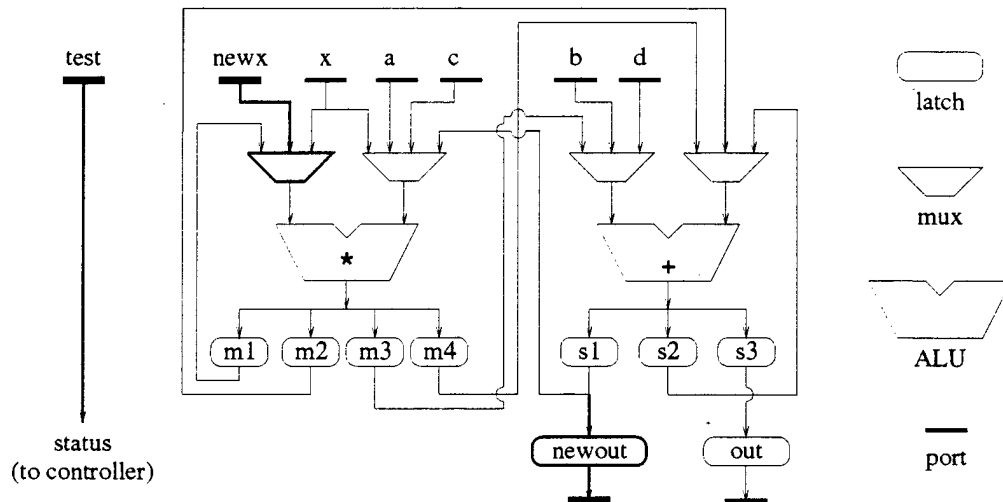 test
newx
x
a
c
b
d
latch
mux
*
+
ALU
m1
m2
m3
m4
s1
s2
s3
status
(to controller)
newout
out
port